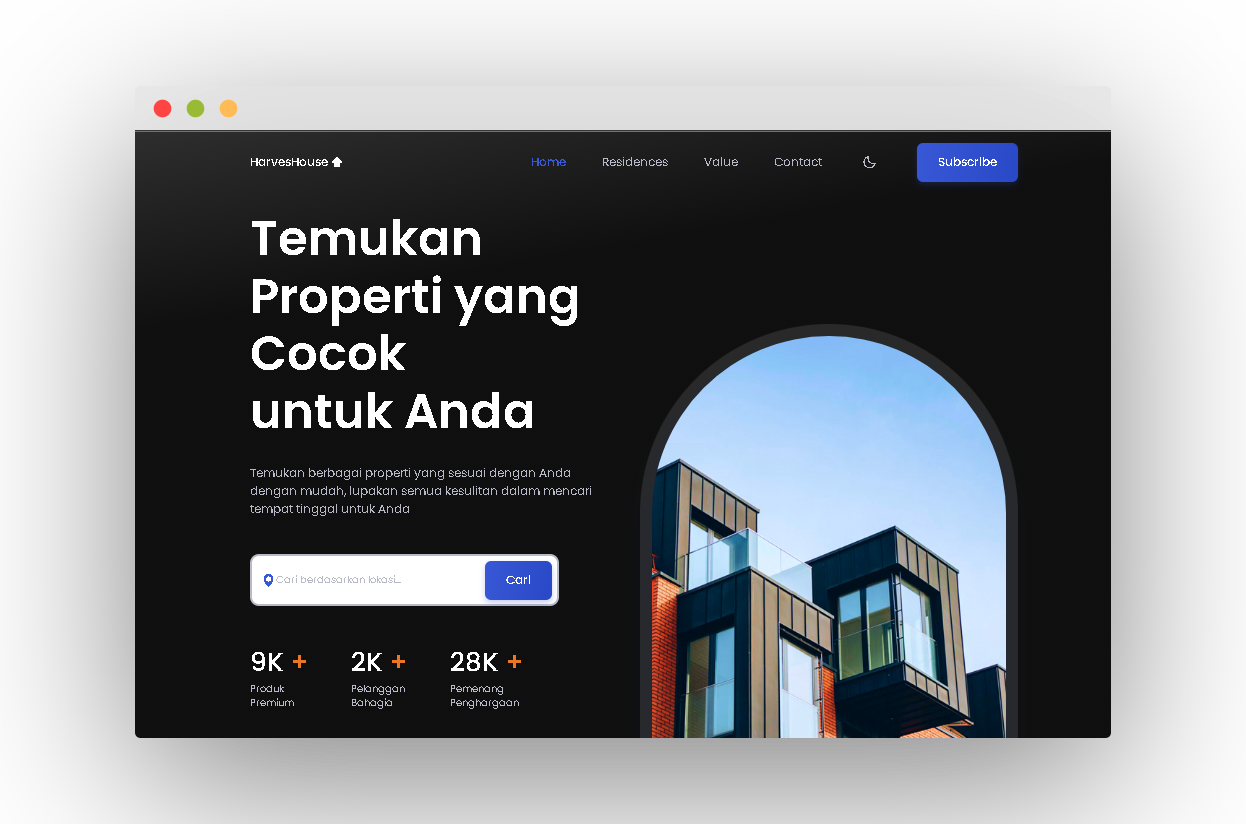 HarvesHouse
Home Residences Value Contact Subscribe
Temukan
Properti yang
Cocok
untuk Anda
Temukan berbagai properti yang sesuai dengan Anda
dengan mudah, lupakan semua kesulitan dalam mencari
tempat tinggal untuk Anda
Cari berdasarkan lokasi... Cari
9K + 2K + 28K +
Produk Pelanggan Pemenang
Premium Bahagia Penghargaan